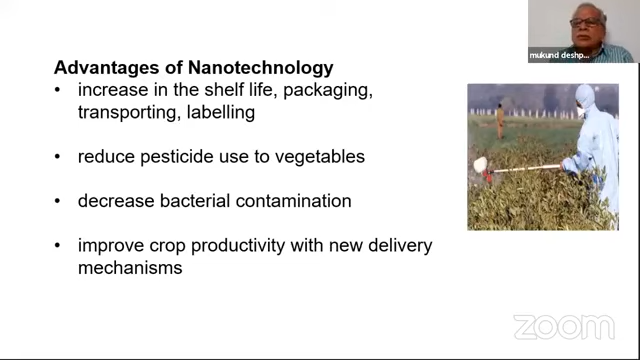 mukund deshp...
Advantages of Nanotechnology
• increase in the shelf life, packaging,
transporting, labelling
• reduce pesticide use to vegetables
• decrease bacterial contamination
• improve crop productivity with new delivery
mechanisms
zoom